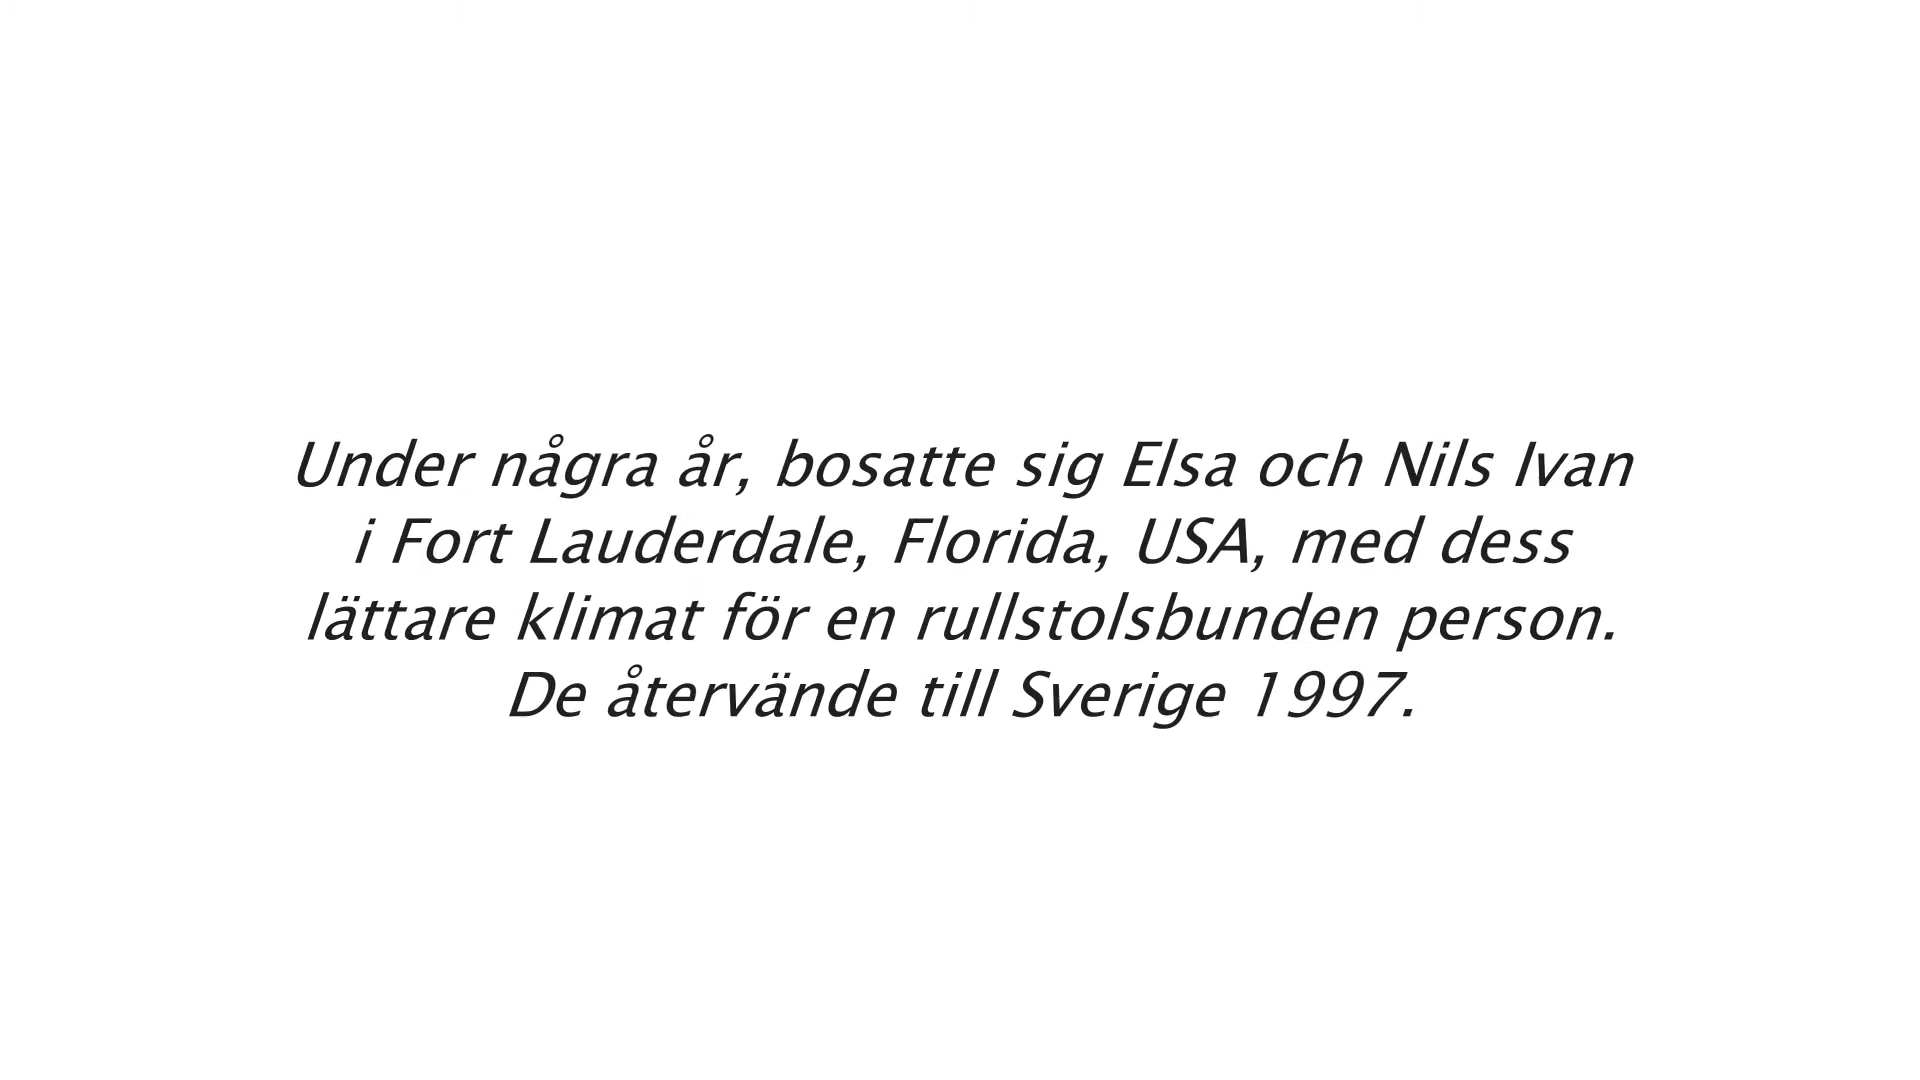 Under några år, bosatte sig Elsa och Nils Ivan
i Fort Lauderdale, Florida, USA, med dess
lättare klimat för en rullstolsbunden person.
De återvände till Sverige 1997.